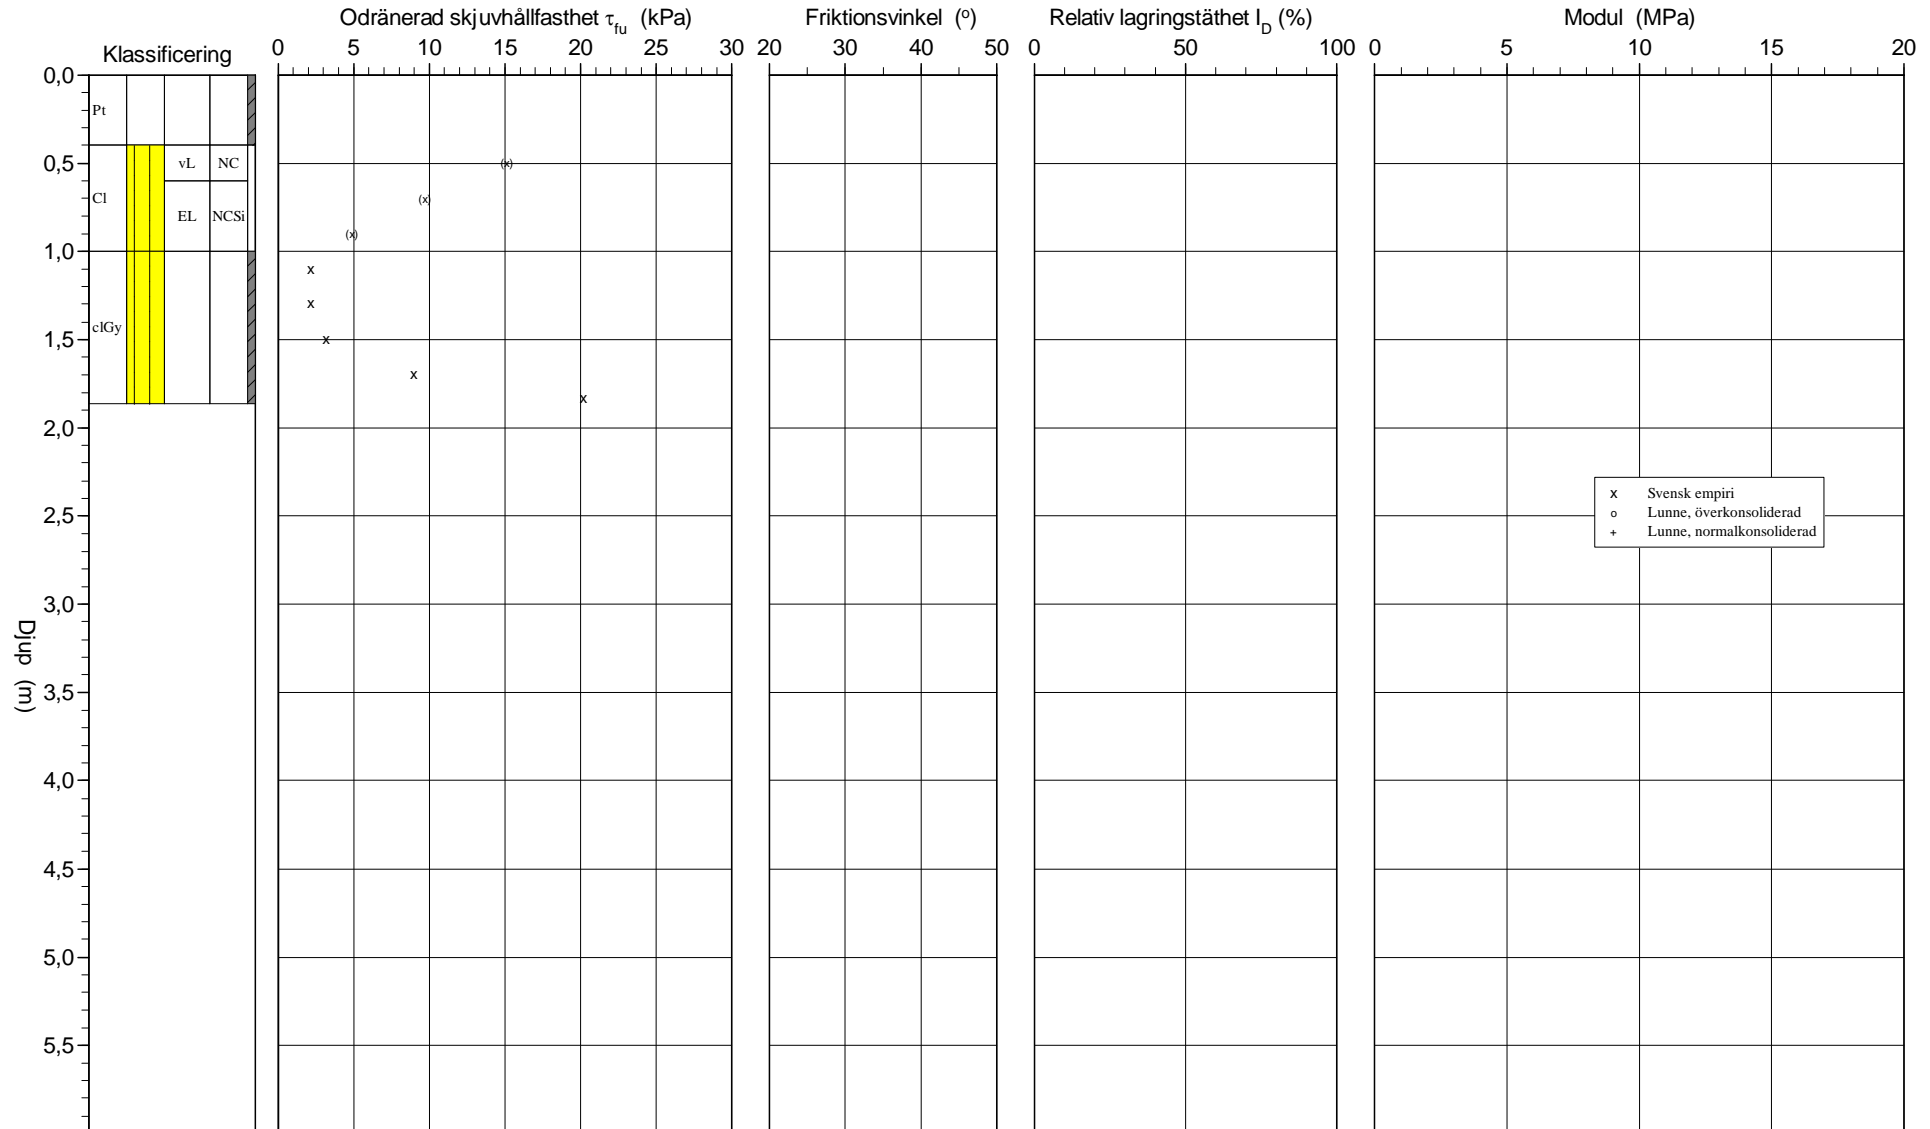 Odränerad skjuvhållfasthet τfu (kPa)
Friktionsvinkel (o)
Relativ lagringstäthet ID (%)
Modul (MPa)
Klassificering
0 5 10 15 20 25 30
20 30 40 50
0 50 100
0 5 10 15 20
0,0
Pt
0,5
vL NC
(x)
Cl
(x)
EL NCSi
(x)
1,0
x
x
clGy
1,5
x
x
x
2,0
x Svensk empiri
2,5
o Lunne, överkonsoliderad
+ Lunne, normalkonsoliderad
3,0
Djup (m)
3,5
4,0
4,5
5,0
5,5